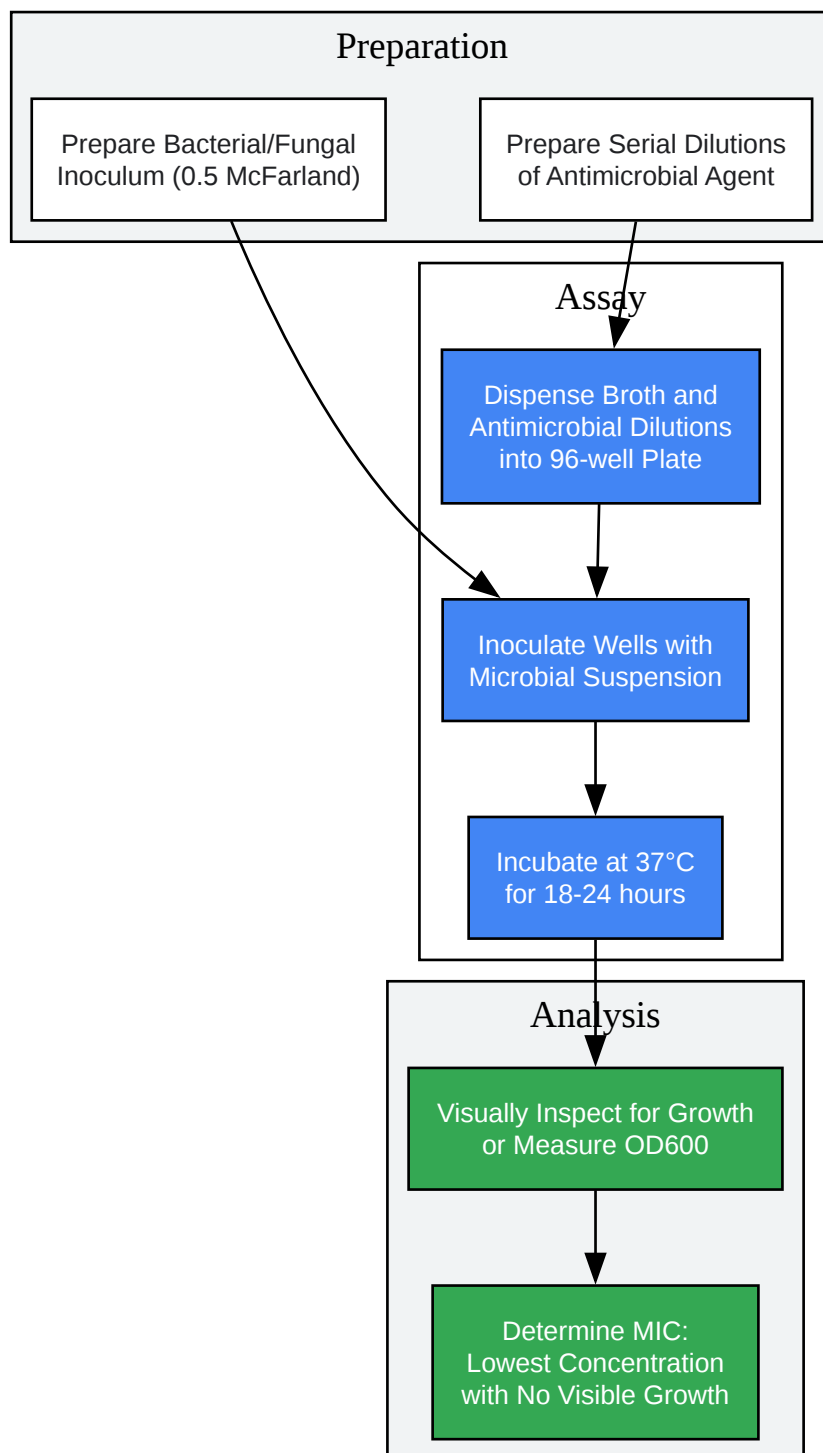 Preparation
Prepare Bacterial/Fungal
Inoculum (0.5 McFarland)
Prepare Serial Dilutions
of Antimicrobial Agent
Assay
Dispense Broth and
Antimicrobial Dilutions
into 96-well Plate
Inoculate Wells with
Microbial Suspension
Incubate at 37°C
for 18-24 hours
Analysis
Visually Inspect for Growth
or Measure OD600
Determine MIC:
Lowest Concentration
with No Visible Growth